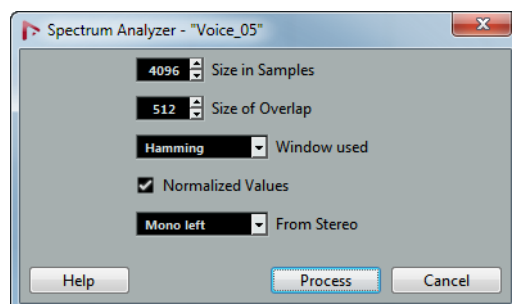 Spectrum Analyzer - "Voice_05"
4096 Size in Samples
512 Size of Overlap
Hamming Window used
Normalized Values
Mono left From Stereo
Help Process Cancel